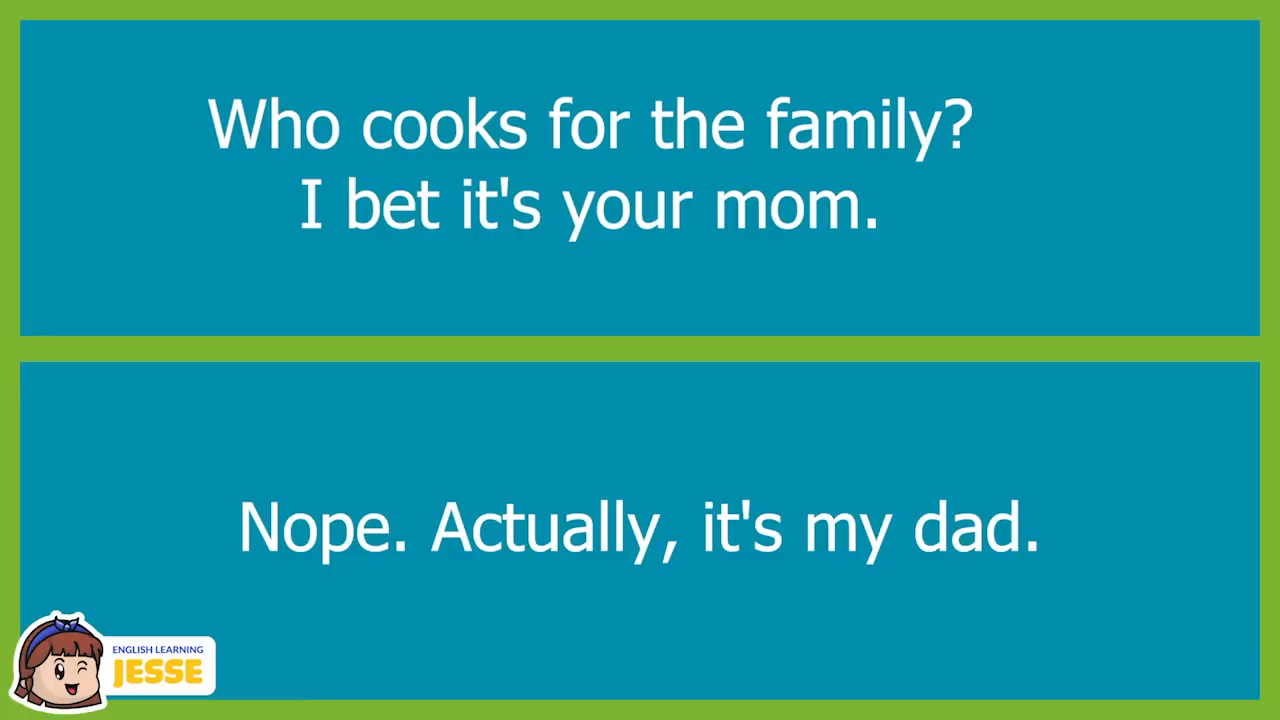 Who cooks for the family?
I bet it's your mom.
Nope. Actually, it's my dad.
ENGLISH LEARNING
JESSE